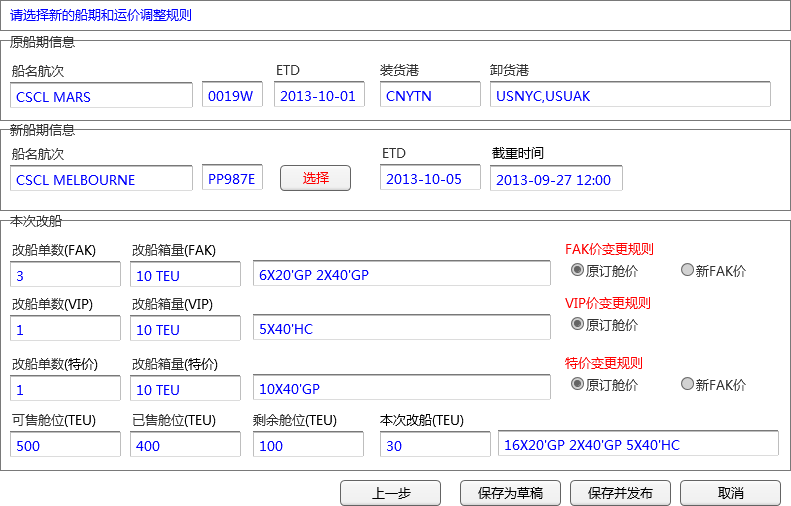 请选择新的船期和运价调整规则
原船期信息
船名航次 ETD 装货港 卸货港
CSCL MARS 0019W 2013-10-01 CNYTN USNYC,USUAK
新船期信息
船名航次 ETD 截重时间
CSCL MELBOURNE PP987E 选择 2013-10-05 2013-09-27 12:00
本次改船
改船单数(FAK) 改船箱量(FAK) FAK价变更规则
3 10 TEU 6X20'GP 2X40'GP 原订舱价 新FAK价
改船单数(VIP) 改船箱量(VIP) VIP价变更规则
1 10 TEU 5X40'HC 原订舱价
改船单数(特价) 改船箱量(特价) 特价变更规则
1 10 TEU 10X40'GP 原订舱价 新FAK价
可售舱位(TEU) 已售舱位(TEU) 剩余舱位(TEU) 本次改船(TEU)
500 400 100 30 16X20'GP 2X40'GP 5X40'HC
上一步 保存为草稿 保存并发布 取消